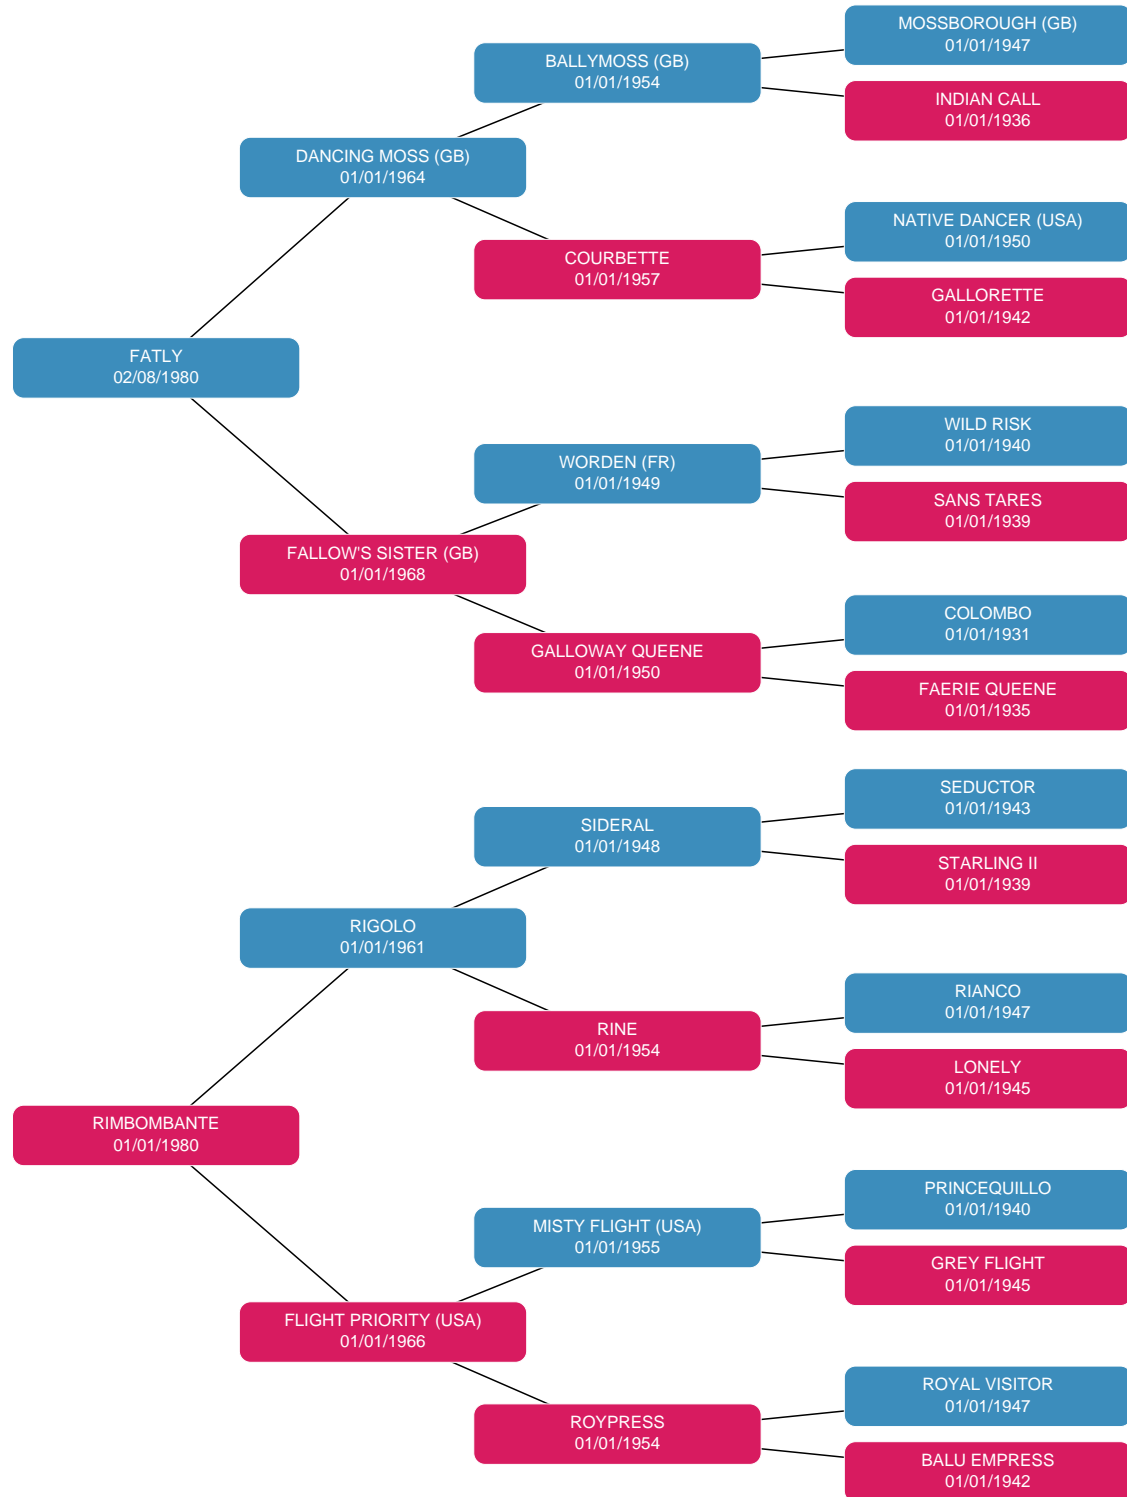 MOSSBOROUGH (GB)
01/01/1947
BALLYMOSS (GB)
01/01/1954
INDIAN CALL
01/01/1936
DANCING MOSS (GB)
01/01/1964
NATIVE DANCER (USA)
01/01/1950
COURBETTE
01/01/1957
GALLORETTE
01/01/1942
FATLY
02/08/1980
WILD RISK
01/01/1940
WORDEN (FR)
01/01/1949
SANS TARES
01/01/1939
FALLOW'S SISTER (GB)
01/01/1968
COLOMBO
01/01/1931
GALLOWAY QUEENE
01/01/1950
FAERIE QUEENE
01/01/1935
SEDUCTOR
01/01/1943
SIDERAL
01/01/1948
STARLING II
01/01/1939
RIGOLO
01/01/1961
RIANCO
01/01/1947
RINE
01/01/1954
LONELY
01/01/1945
RIMBOMBANTE
01/01/1980
PRINCEQUILLO
01/01/1940
MISTY FLIGHT (USA)
01/01/1955
GREY FLIGHT
01/01/1945
FLIGHT PRIORITY (USA)
01/01/1966
ROYAL VISITOR
01/01/1947
ROYPRESS
01/01/1954
BALU EMPRESS
01/01/1942